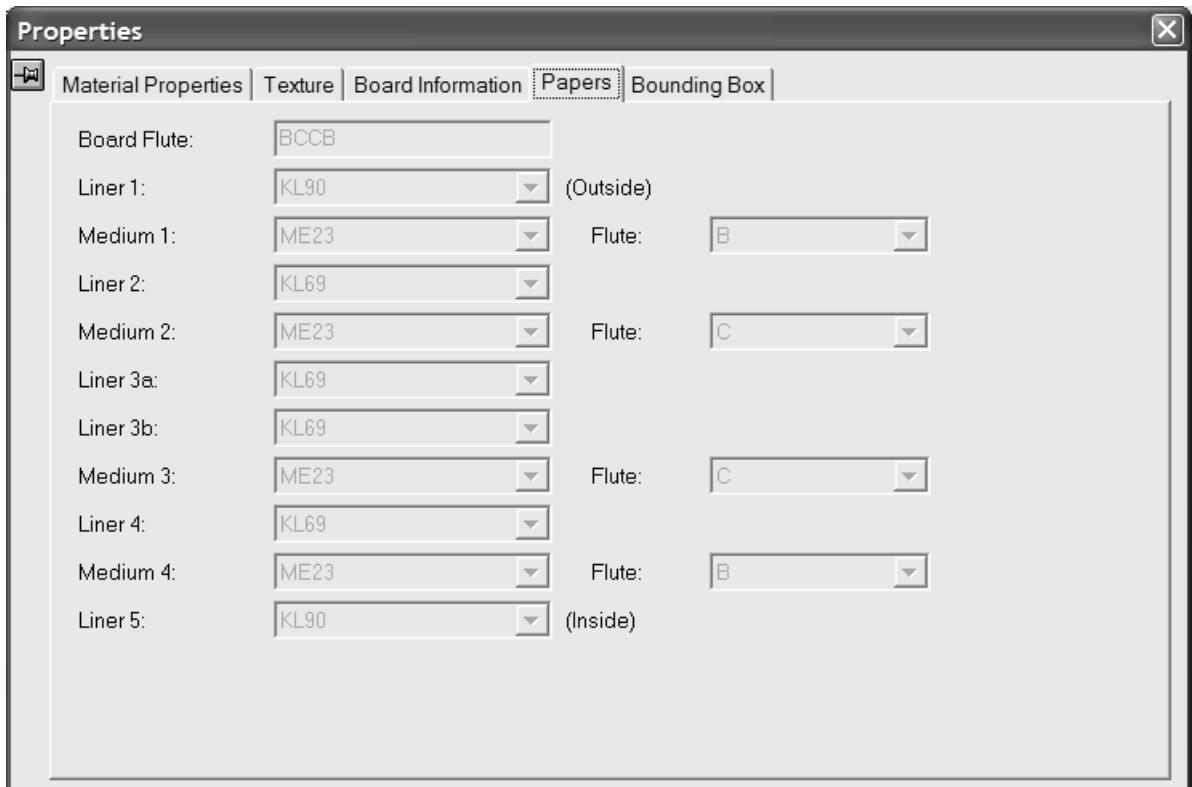 Properties
Material Properties Texture Board Information Papers Bounding Box
Board Flute: BCCB
Liner 1: KL90 (Outside)
Medium 1: ME23 Flute: B
Liner 2: KL69
Medium 2: ME23 Flute: C
Liner 3a: KL69
Liner 3b: KL69
Medium 3: ME23 Flute: C
Liner 4: KL69
Medium 4: ME23 Flute: B
Liner 5: KL90 (Inside)